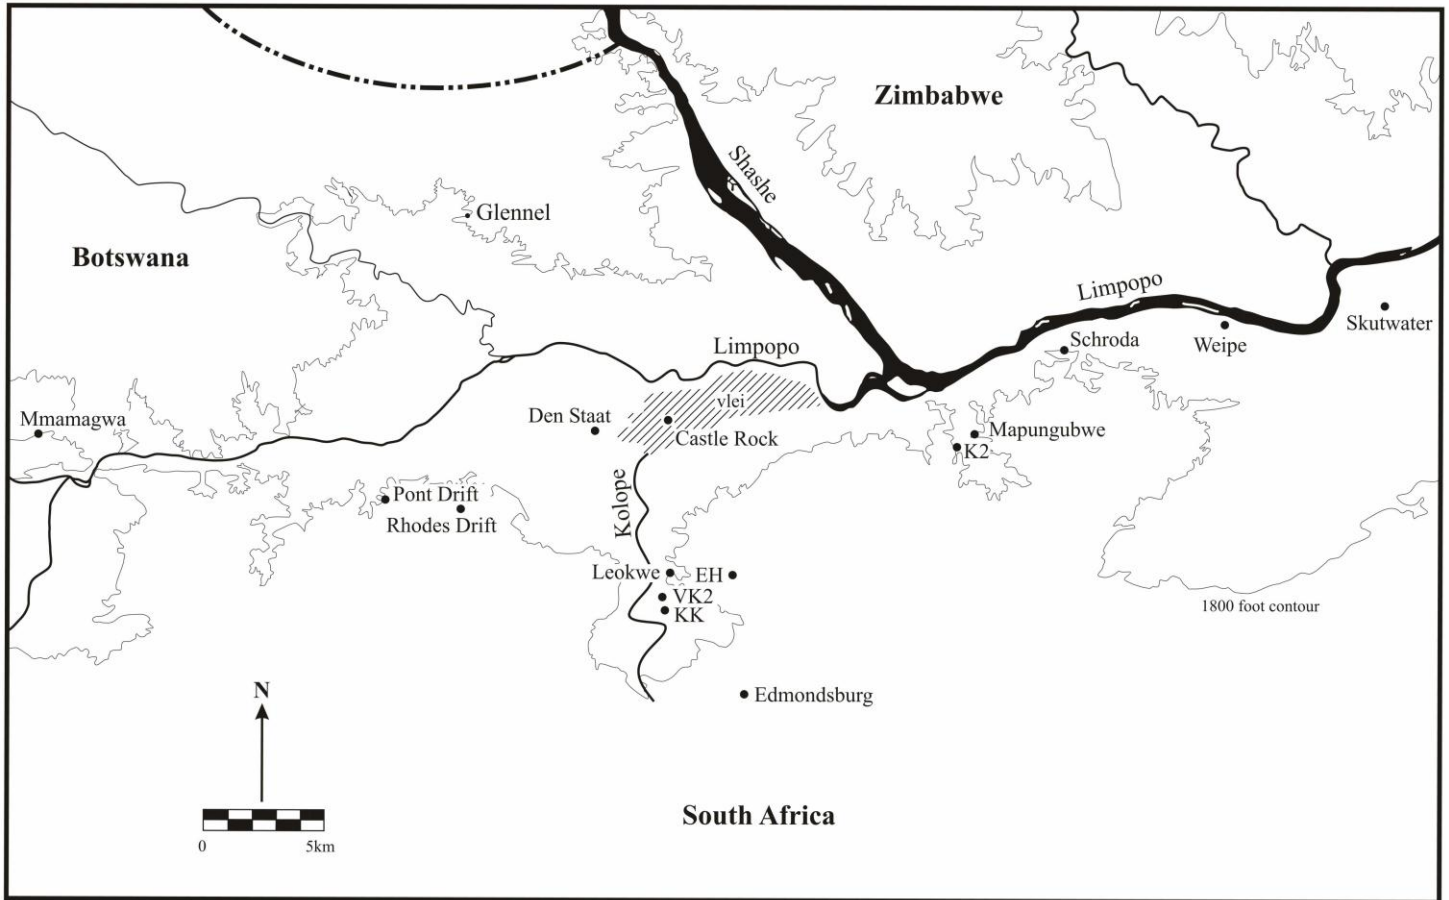 Zimbabwe
Shashe
Glennel
Botswana
Limpopo
Skutwater
Schroda
Weipe
Limpopo
vlei
Mmamagwa
Den Staat
Castle Rock
Mapungubwe
K2
Kolope
Pont Drift
Rhodes Drift
Leokwe
EH
VK2
KK
1800 foot contour
N
Edmondsburg
South Africa
0 5km